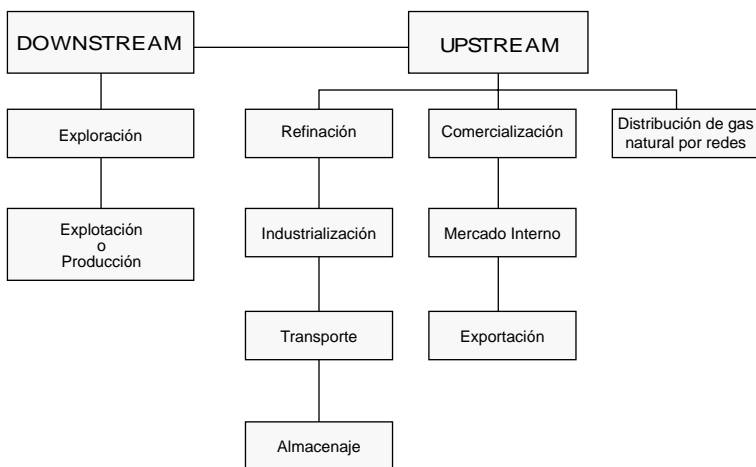 DOWNSTREAM
UPSTREAM
Exploración
Refinación
Comercialización
Distribución de gas
natural por redes
Explotación
o
Producción
Industrialización
Mercado Interno
Transporte
Exportación
Almacenaje